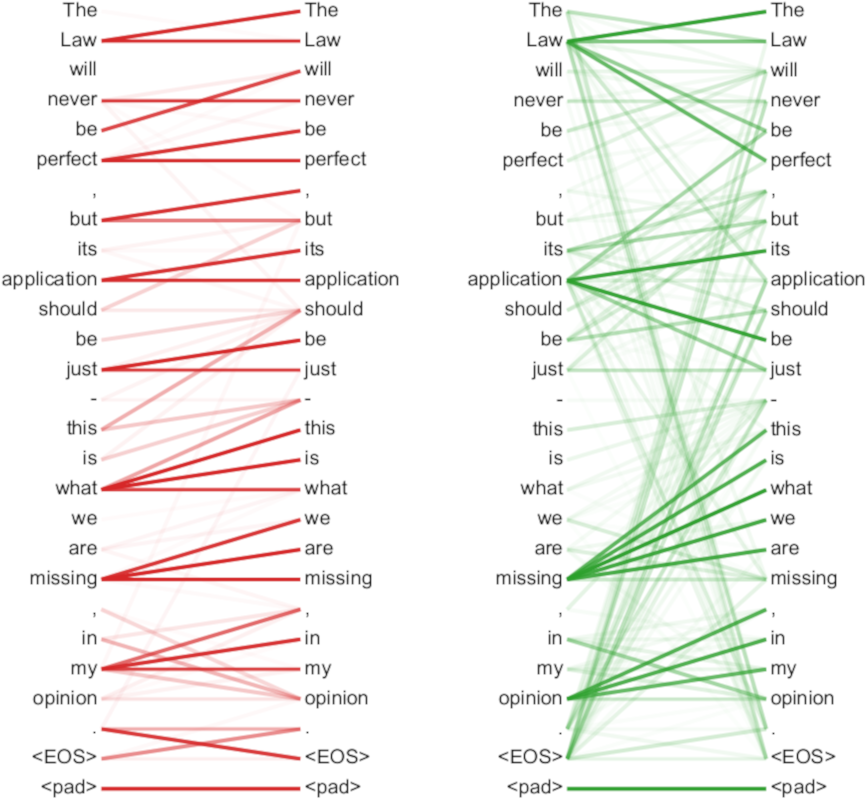 The The The The
Law Law Law Law
will will will will
never never never never
be be be be
perfect perfect perfect perfect
, , , ,
but but but but
its its its its
application application application application
should should should should
be be be be
just just just just
- - - -
this this this this
is is is is
what what what what
we we we we
are are are are
missing missing missing missing
, , , ,
in in in in
my my my my
opinion opinion opinion opinion
. . . .
<EOS> <EOS> <EOS> <EOS>
<pad> <pad> <pad> <pad>